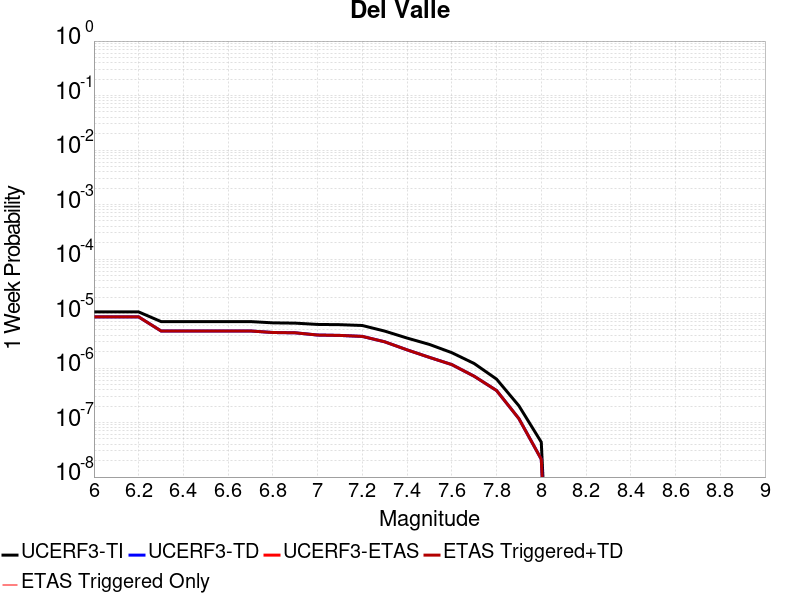 Del Valle
10^0
10^-1
10^-2
10^-3
10^-4
10^-5
10^-6
10^-7
10^-8
1 Week Probability
6 6.2 6.4 6.6 6.8 7 7.2 7.4 7.6 7.8 8 8.2 8.4 8.6 8.8 9
Magnitude
UCERF3-TI UCERF3-TD UCERF3-ETAS ETAS Triggered+TD
ETAS Triggered Only